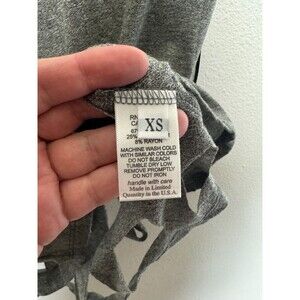 RN
CA
XS
67
25%
8% RAYON
MACHINE WASH COLD
WITH SIMILAR COLORS
DO NOT BLEACH
TUMBLE DRY LOW
REMOVE PROMPTLY
DO NOT IRON
handle with care
Made in Limited
Quantity in the U.S.A.